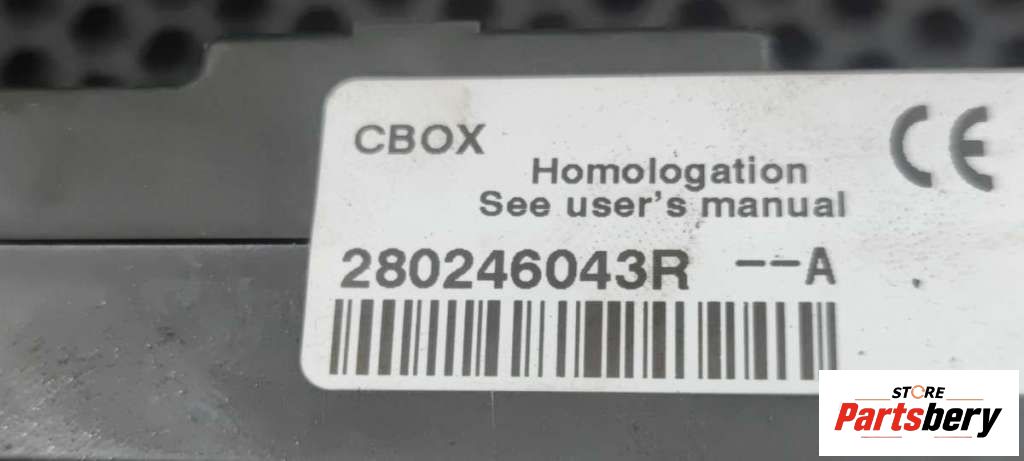 CBOX
CE
Homologation
See user's manual
280246043R --A
STORE
Partsbery